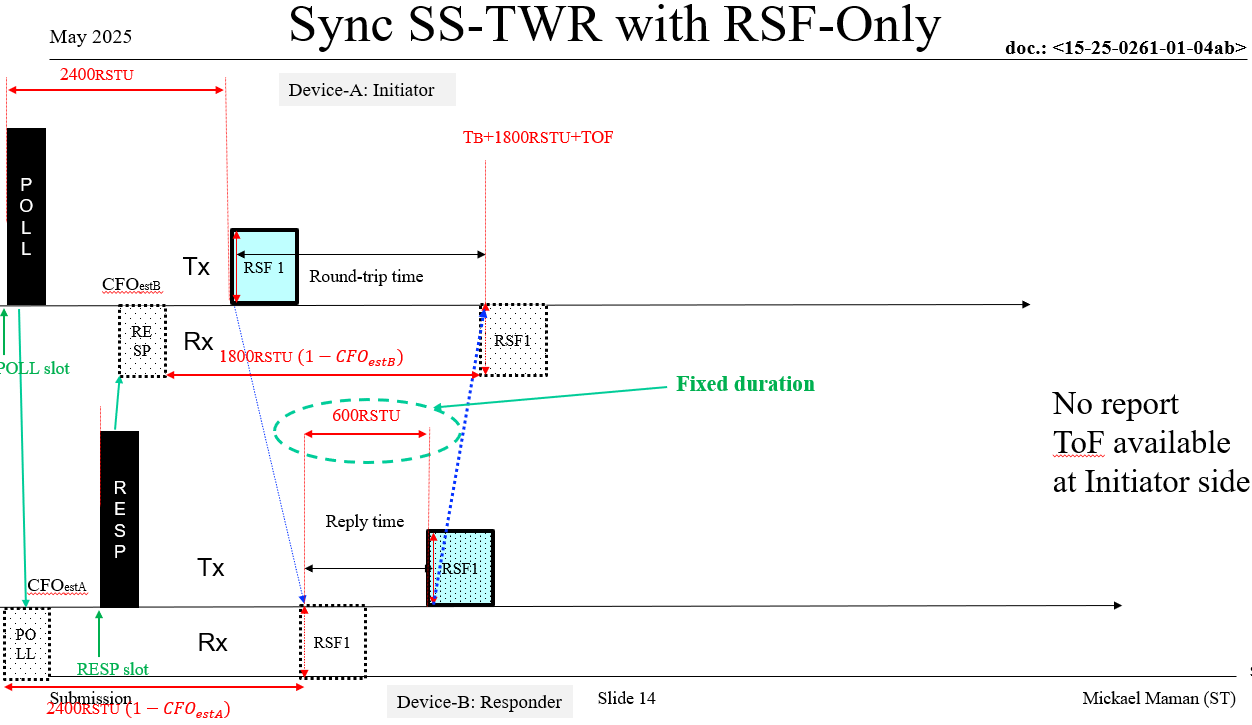 Sync SS-TWR with RSF-Only
May 2025
doc.: <15-25-0261-01-04ab>
2400RSTU
Device-A: Initiator
TB+1800RSTU+TOF
POLL
Tx
RSF 1
Round-trip time
CFOestB
RE
SP
Rx
RSF1
1800RSTU (1 − CFOestB)
POLL slot
Fixed duration
600RSTU
No report
ToF available
at Initiator side
RESP
Reply time
Tx
RSF1
CFOestA
PO
LL
Rx
RSF1
RESP slot
Submission
2400RSTU (1 − CFOestA)
Device-B: Responder
Slide 14
Mickael Maman (ST)